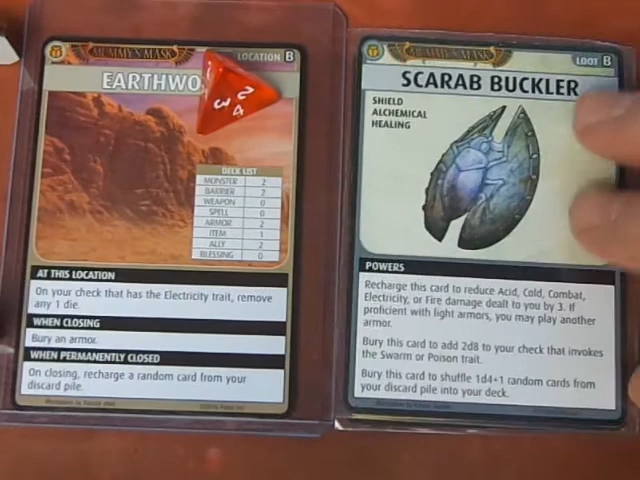 MUMMY'S MASK
LOCATION B
EARTHWO
2
3
4
DECK LIST
MONSTER 2
BARRIER 2
WEAPON 0
SPELL 0
ARMOR 2
ITEM 1
ALLY 2
BLESSING 0
AT THIS LOCATION
On your check that has the Electricity trait, remove
any 1 die.
WHEN CLOSING
Bury an armor.
WHEN PERMANENTLY CLOSED
On closing, recharge a random card from your
discard pile.
MUMMY'S MASK
LOOT B
SCARAB BUCKLER
SHIELD
ALCHEMICAL
HEALING
POWERS
Recharge this card to reduce Acid, Cold, Combat,
Electricity, or Fire damage dealt to you by 3. If
proficient with light armors, you may play another
armor.
Bury this card to add 2d8 to your check that invokes
the Swarm or Poison trait.
Bury this card to shuffle 1d4+1 random cards from
your discard pile into your deck.